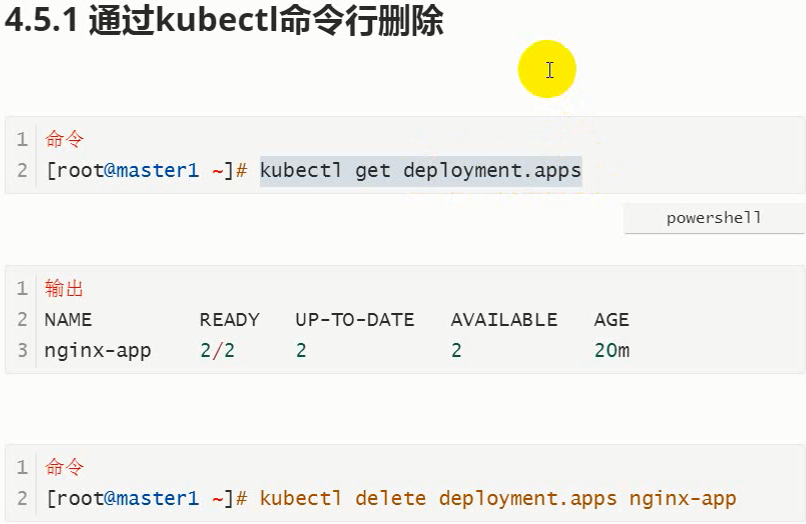 4.5.1 通过kubectl命令行删除
1 命令
2 [root@master1 ~]# kubectl get deployment.apps
powershell
1 输出
2 NAME READY UP-TO-DATE AVAILABLE AGE
3 nginx-app 2/2 2 2 20m
1 命令
2 [root@master1 ~]# kubectl delete deployment.apps nginx-app